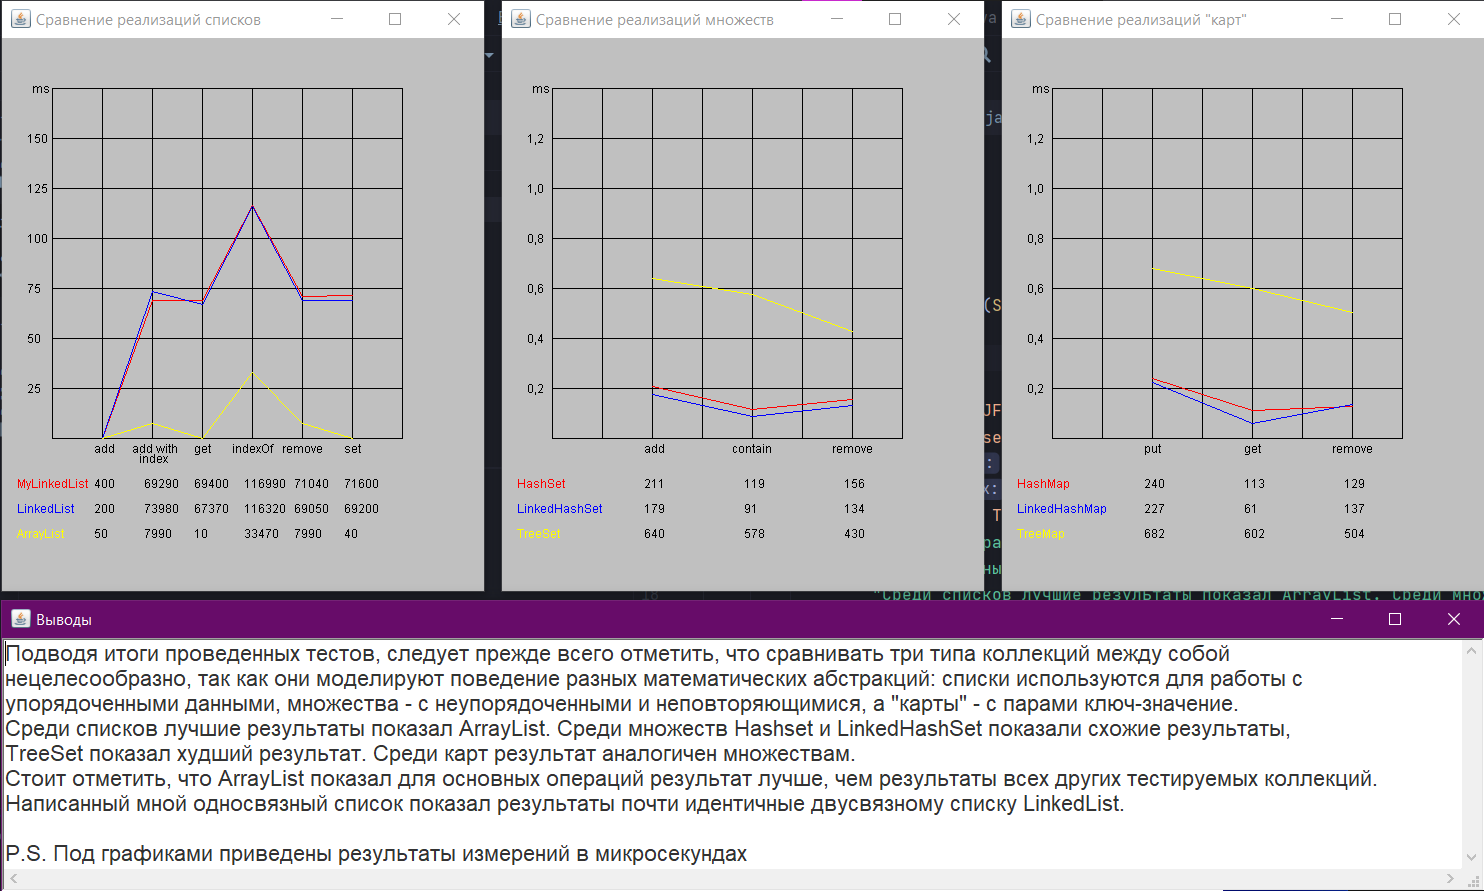 Сравнение реализаций списков
ms
150
125
100
75
50
25
add add with index get indexOf remove set
MyLinkedList 400 69290 69400 116990 71040 71600
LinkedList 200 73980 67370 116320 69050 69200
ArrayList 50 7990 10 33470 7990 40
Сравнение реализаций множеств
ms
1,2
1,0
0,8
0,6
0,4
0,2
add contain remove
HashSet 211 119 156
LinkedHashSet 179 91 134
TreeSet 640 578 430
Сравнение реализаций "карт"
ms
1,2
1,0
0,8
0,6
0,4
0,2
put get remove
HashMap 240 113 129
LinkedHashMap 227 61 137
TreeMap 682 602 504
"Среди списков лучшие результаты показал ArrayList. Среди мно
Выводы
Подводя итоги проведенных тестов, следует прежде всего отметить, что сравнивать три типа коллекций между собой
нецелесообразно, так как они моделируют поведение разных математических абстракций: списки используются для работы с
упорядоченными данными, множества - с неупорядоченными и неповторяющимися, а "карты" - с парами ключ-значение.
Среди списков лучшие результаты показал ArrayList. Среди множеств Hashset и LinkedHashSet показали схожие результаты,
TreeSet показал худший результат. Среди карт результат аналогичен множествам.
Стоит отметить, что ArrayList показал для основных операций результат лучше, чем результаты всех других тестируемых коллекций.
Написанный мной односвязный список показал результаты почти идентичные двусвязному списку LinkedList.
P.S. Под графиками приведены результаты измерений в микросекундах